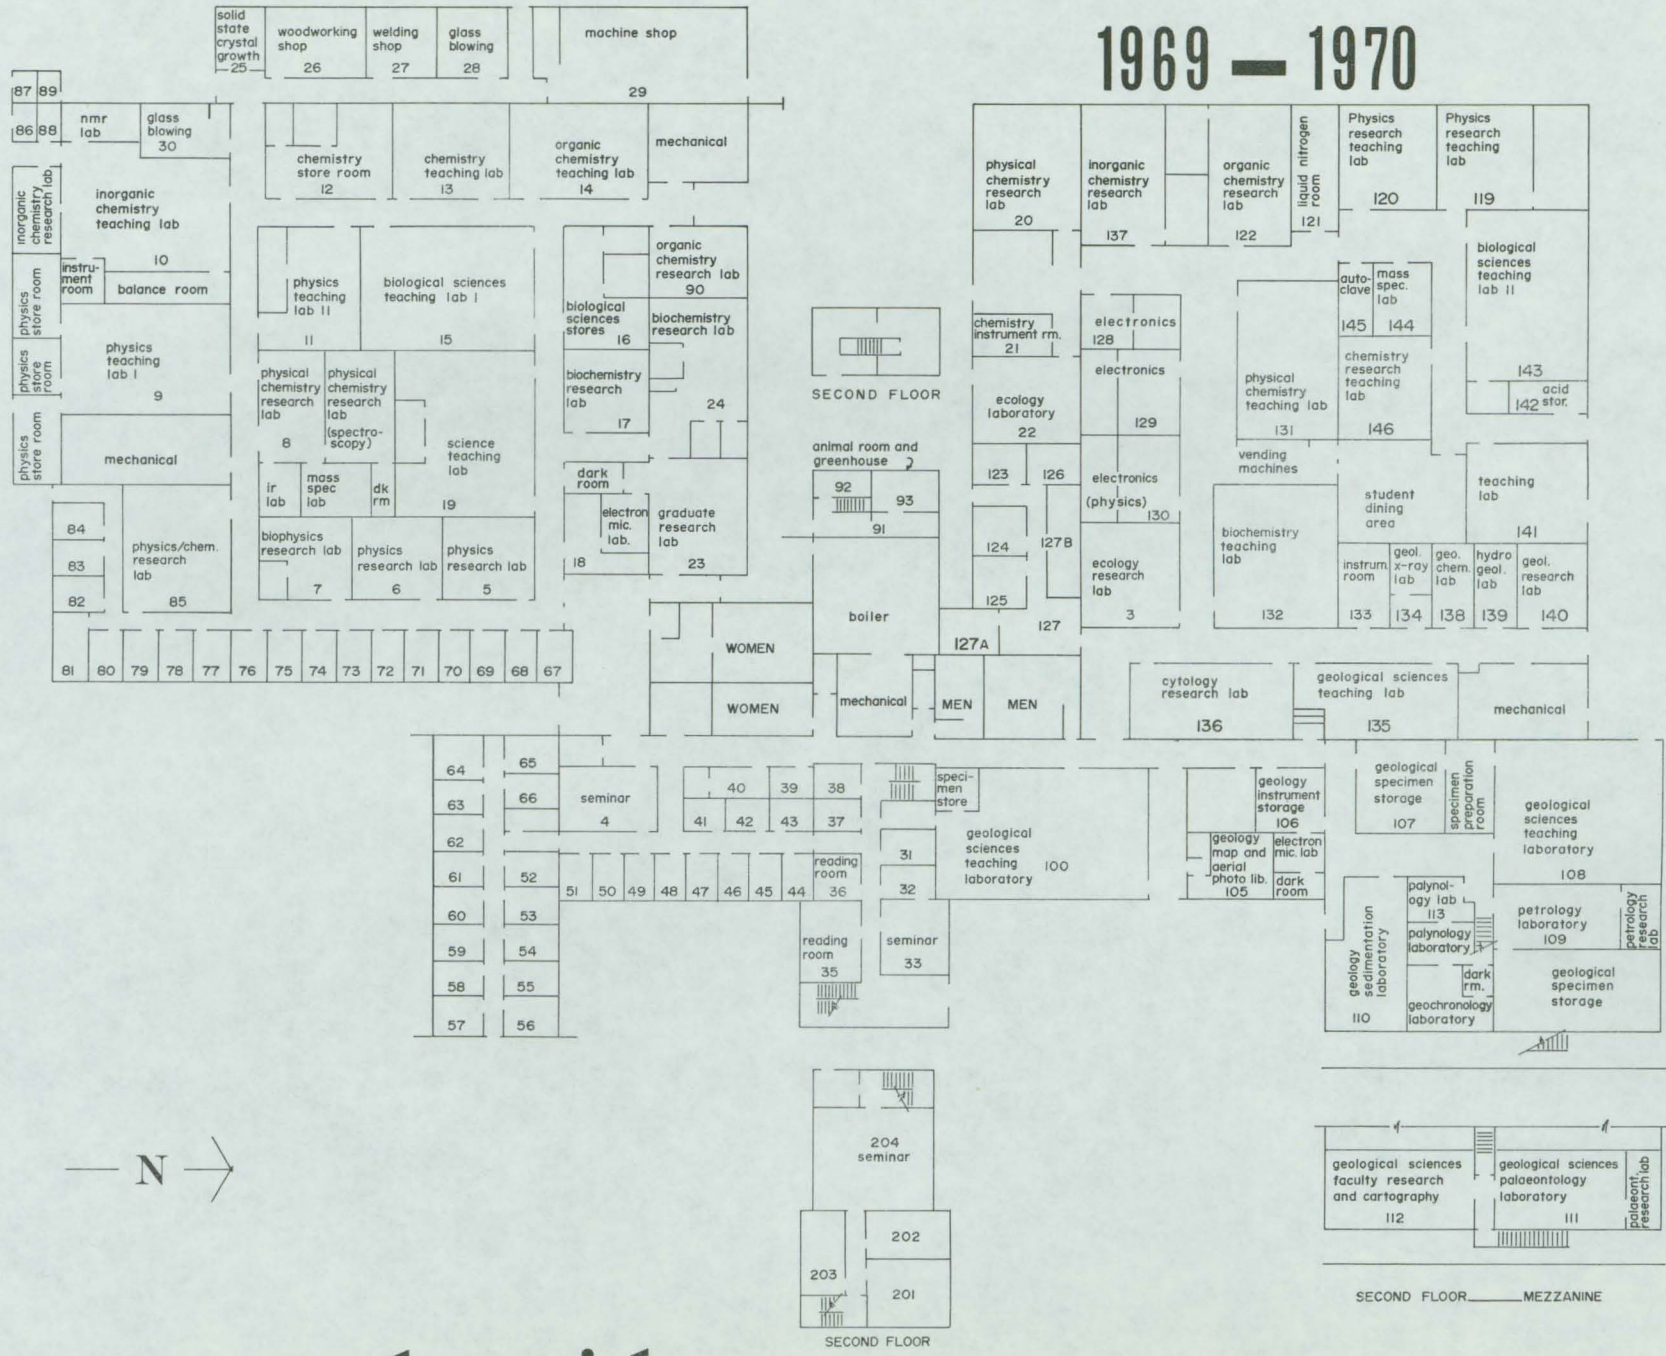 1969 — 1970
solid
state
crystal
growth
25
woodworking
shop
26
welding
shop
27
glass
blowing
28
machine shop
29
87
89
86
88
nmr
lab
glass
blowing
30
chemistry
store room
12
chemistry
teaching lab
13
organic
chemistry
teaching lab
14
mechanical
inorganic
chemistry
research lab
inorganic
chemistry
teaching lab
10
instru-
ment
room
balance room
physics
store room
physics
store room
physics
store room
physics
teaching
lab I
9
mechanical
physics
teaching
lab II
11
biological sciences
teaching lab I
15
biological
sciences
stores
16
organic
chemistry
research lab
90
biochemistry
research lab
24
biochemistry
research
lab
17
physical
chemistry
research
lab
8
physical
chemistry
research
lab
(spectro-
scopy)
science
teaching
lab
19
ir
lab
mass
spec
lab
dk
rm
dark
room
electron
mic.
lab.
18
graduate
research
lab
23
84
83
82
physics/chem.
research
lab
85
biophysics
research lab
7
physics
research lab
6
physics
research lab
5
81
80
79
78
77
76
75
74
73
72
71
70
69
68
67
SECOND FLOOR
animal room and
greenhouse
92
93
91
boiler
WOMEN
WOMEN
mechanical
MEN
MEN
physical
chemistry
research
lab
20
inorganic
chemistry
research
lab
137
organic
chemistry
research
lab
122
liquid nitrogen
room
121
Physics
research
teaching
lab
120
Physics
research
teaching
lab
119
chemistry
instrument rm.
21
electronics
128
electronics
129
ecology
laboratory
22
123
126
electronics
(physics)
130
124
127B
125
127
127A
ecology
research
lab
3
auto-
clave
145
mass
spec.
lab
144
biological
sciences
teaching
lab II
143
acid
stor.
142
physical
chemistry
teaching lab
131
chemistry
research
teaching
lab
146
vending
machines
student
dining
area
teaching
lab
141
biochemistry
teaching
lab
132
instrum.
room
133
geol.
x-ray
lab
134
geo.
chem.
lab
138
hydro
geol.
lab
139
geol.
research
lab
140
cytology
research lab
136
geological sciences
teaching lab
135
mechanical
64
63
62
61
60
59
58
57
65
66
52
53
54
55
56
seminar
4
40
39
38
41
42
43
37
51
50
49
48
47
46
45
44
reading
room
36
31
32
reading
room
35
seminar
33
speci-
men
store
geological
sciences
teaching
laboratory
100
geology
instrument
storage
106
geology
map and
aerial
photo lib.
105
electron
mic. lab
dark
room
geological
specimen
storage
107
specimen
preparation
room
geological
sciences
teaching
laboratory
108
geology
sedimentation
laboratory
110
palynol-
ogy lab
113
palynology
laboratory
dark
rm.
geochronology
laboratory
petrology
laboratory
109
petrology
research
lab
geological
specimen
storage
N
204
seminar
202
203
201
SECOND FLOOR
geological sciences
faculty research
and cartography
112
geological sciences
palaeontology
laboratory
111
palaeont.
research lab
SECOND FLOOR____MEZZANINE